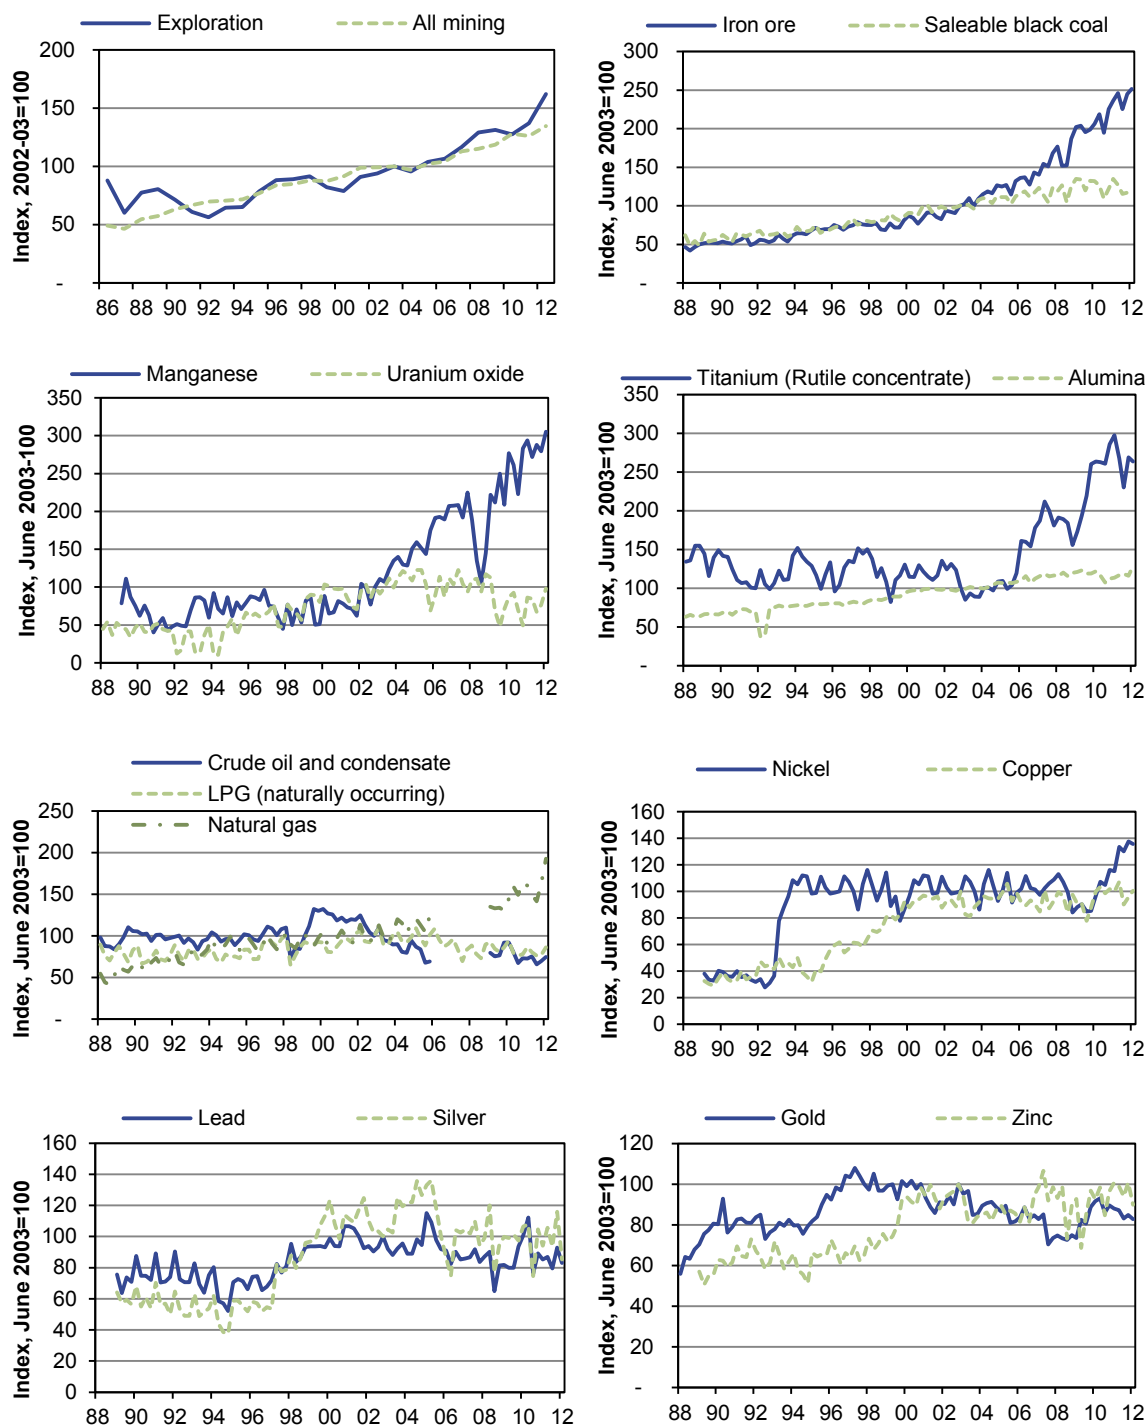 Exploration All mining
Index, 2002-03=100
200
150
100
50
-
86 88 90 92 94 96 98 00 02 04 06 08 10 12
Iron ore Saleable black coal
Index, June 2003=100
300
250
200
150
100
50
-
88 90 92 94 96 98 00 02 04 06 08 10 12
Manganese Uranium oxide
Index, June 2003-100
350
300
250
200
150
100
50
0
88 90 92 94 96 98 00 02 04 06 08 10 12
Titanium (Rutile concentrate) Alumina
Index, June 2003=100
350
300
250
200
150
100
50
-
88 90 92 94 96 98 00 02 04 06 08 10 12
Crude oil and condensate
LPG (naturally occurring)
Natural gas
Index, June 2003=100
250
200
150
100
50
-
88 90 92 94 96 98 00 02 04 06 08 10 12
Nickel Copper
Index, June 2003=100
160
140
120
100
80
60
40
20
0
88 90 92 94 96 98 00 02 04 06 08 10 12
Lead Silver
Index, June 2003=100
160
140
120
100
80
60
40
20
0
88 90 92 94 96 98 00 02 04 06 08 10 12
Gold Zinc
Index, June 2003=100
120
100
80
60
40
20
-
88 90 92 94 96 98 00 02 04 06 08 10 12